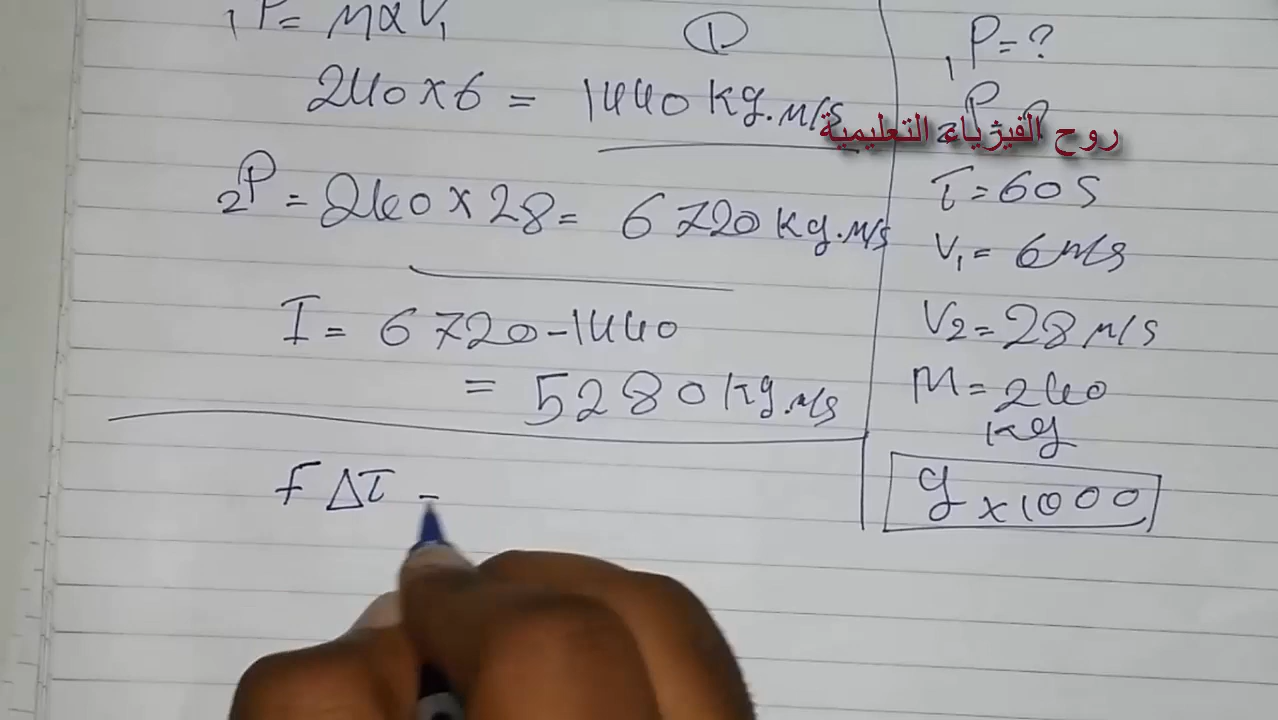 ₁P = M α V₁
240 × 6 = 1440 kg.m/s
₂P = 240 × 28 = 6720 kg.m/s
I = 6720 - 1440
= 5280 kg.m/s
F Δτ -
①
₁P = ?
₂P = ?
روح الفيزياء التعليمية
τ = 60 S
V₁ = 6 m/s
V₂ = 28 m/s
M = 240
kg
g × 1000